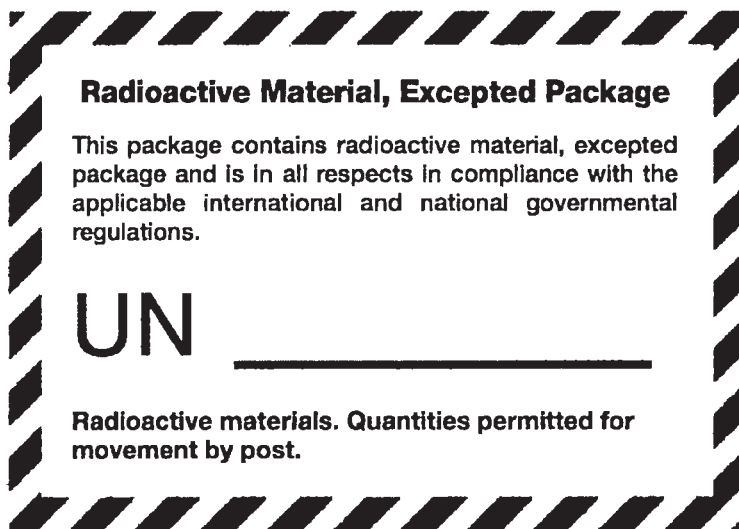 Radioactive Material, Excepted Package
This package contains radioactive material, excepted
package and is in all respects in compliance with the
applicable international and national governmental
regulations.
UN
Radioactive materials. Quantities permitted for
movement by post.